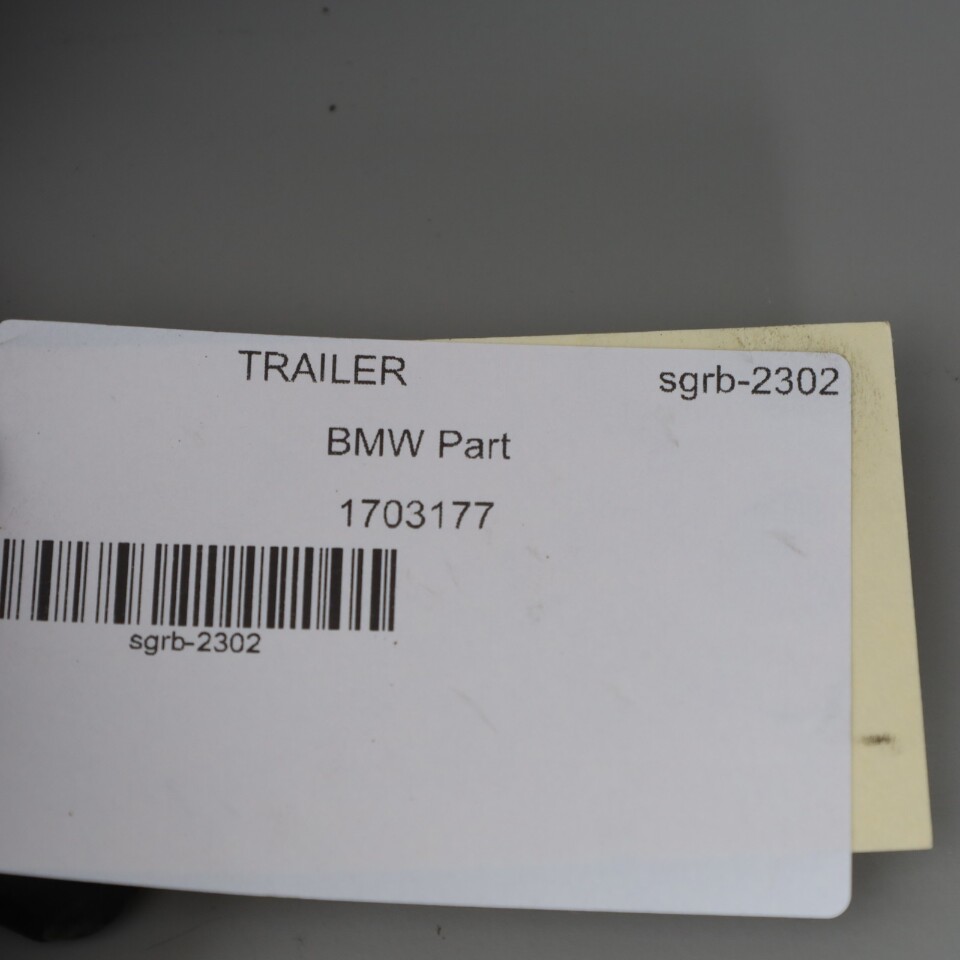 TRAILER sgrb-2302
BMW Part
1703177
sgrb-2302